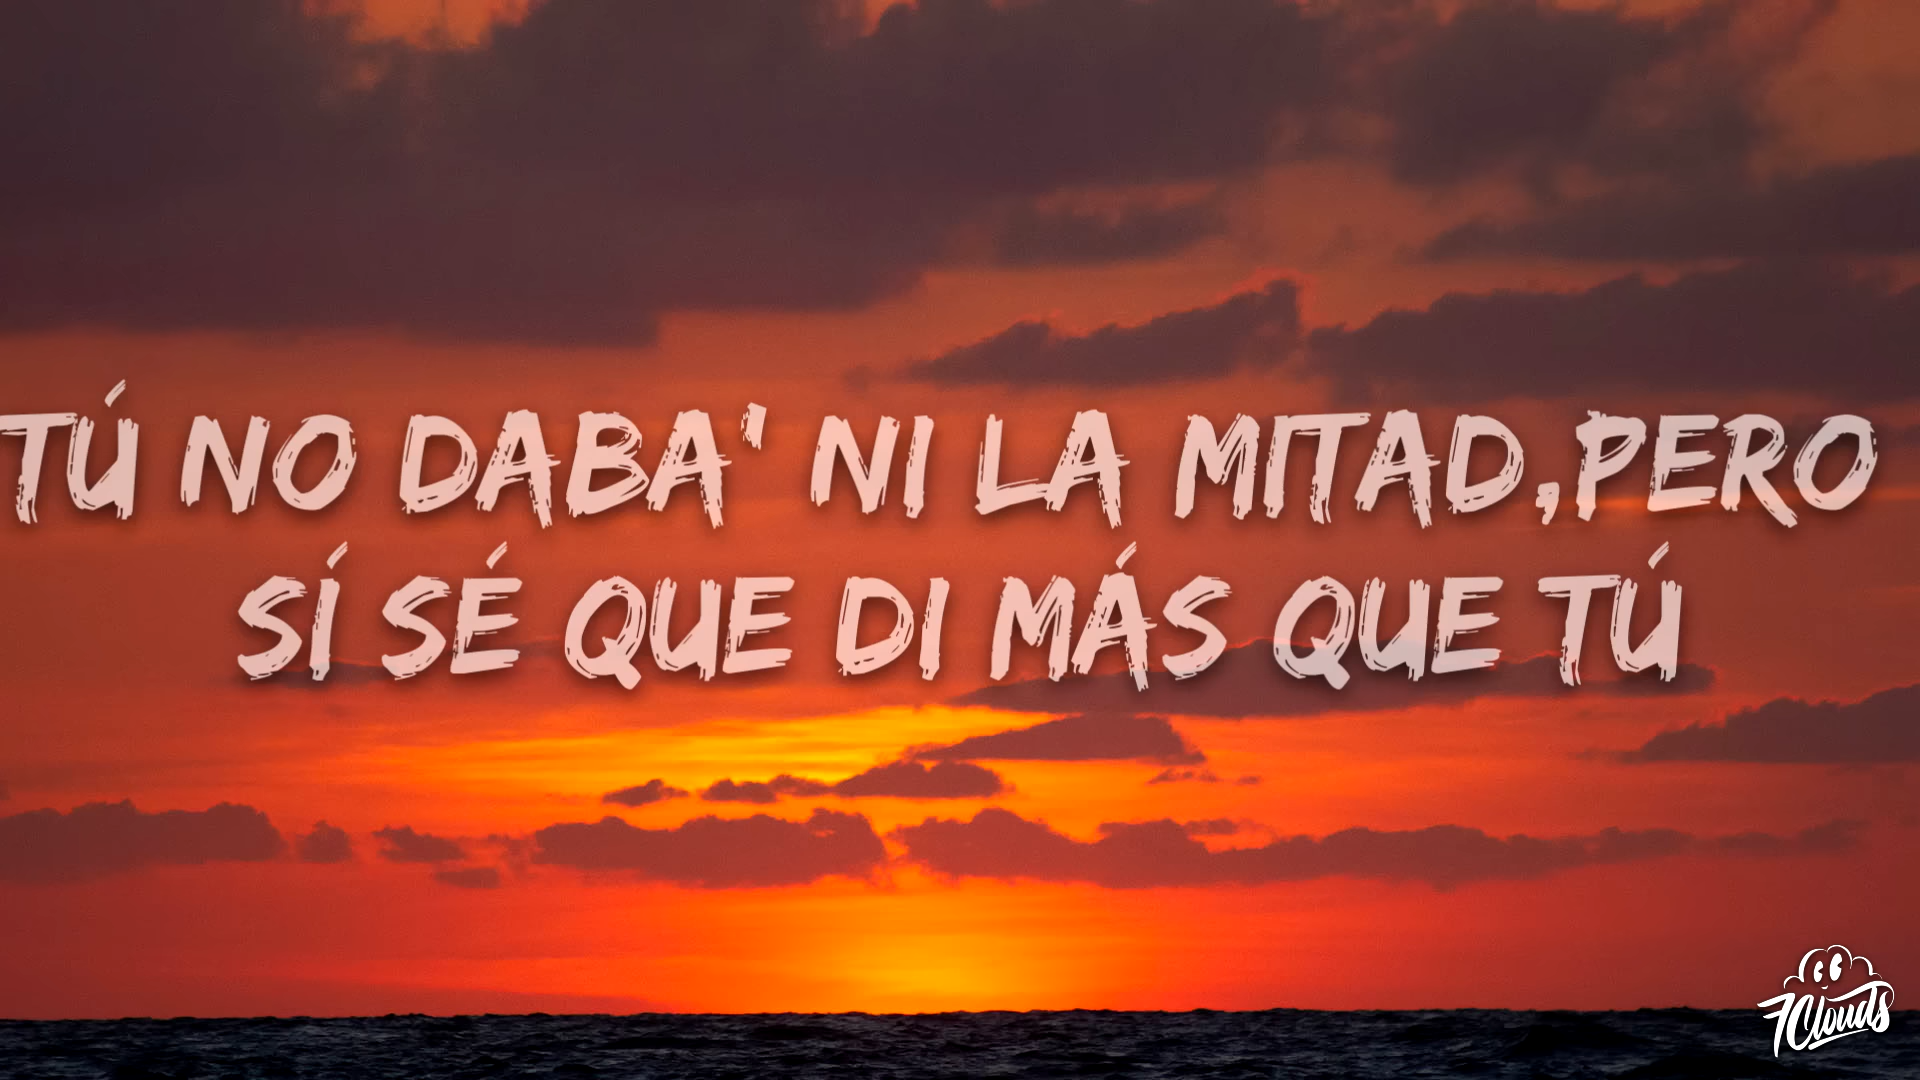 TÚ NO DABA' NI LA MITAD,PERO
SÍ SÉ QUE DI MÁS QUE TÚ
7Clouds